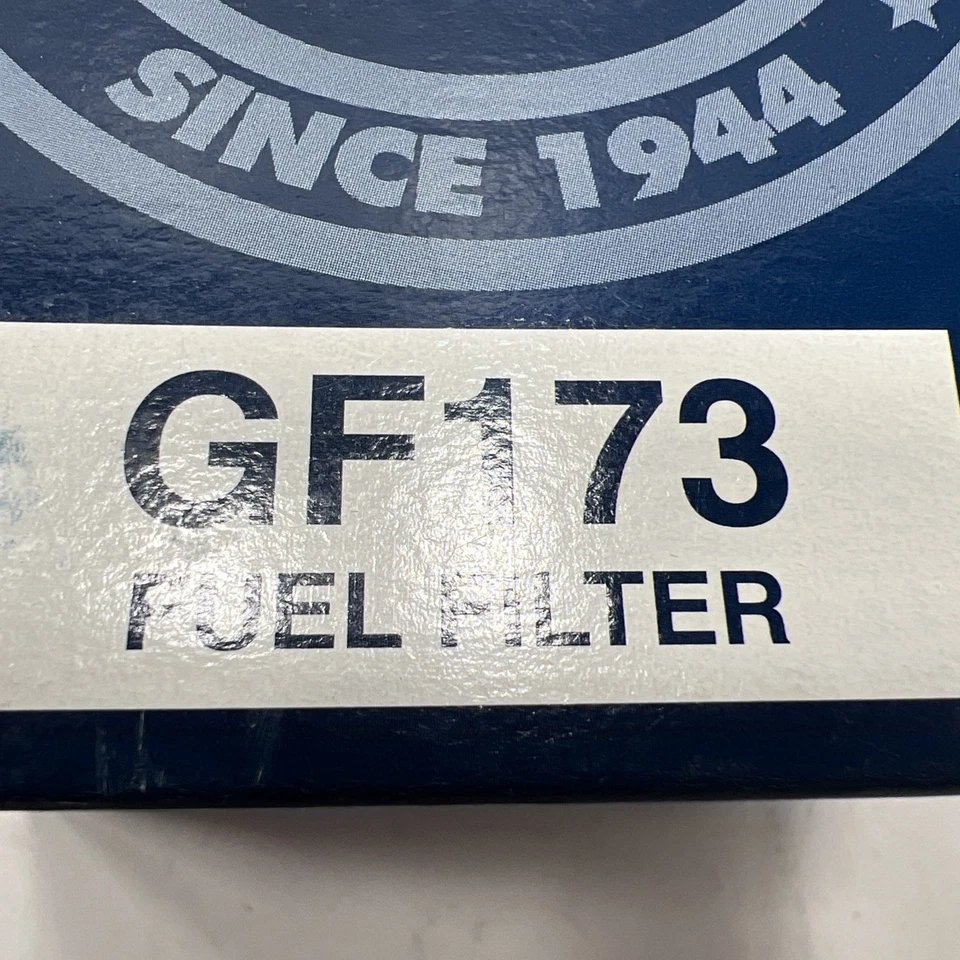 SINCE 1944
GF173
FUEL FILTER